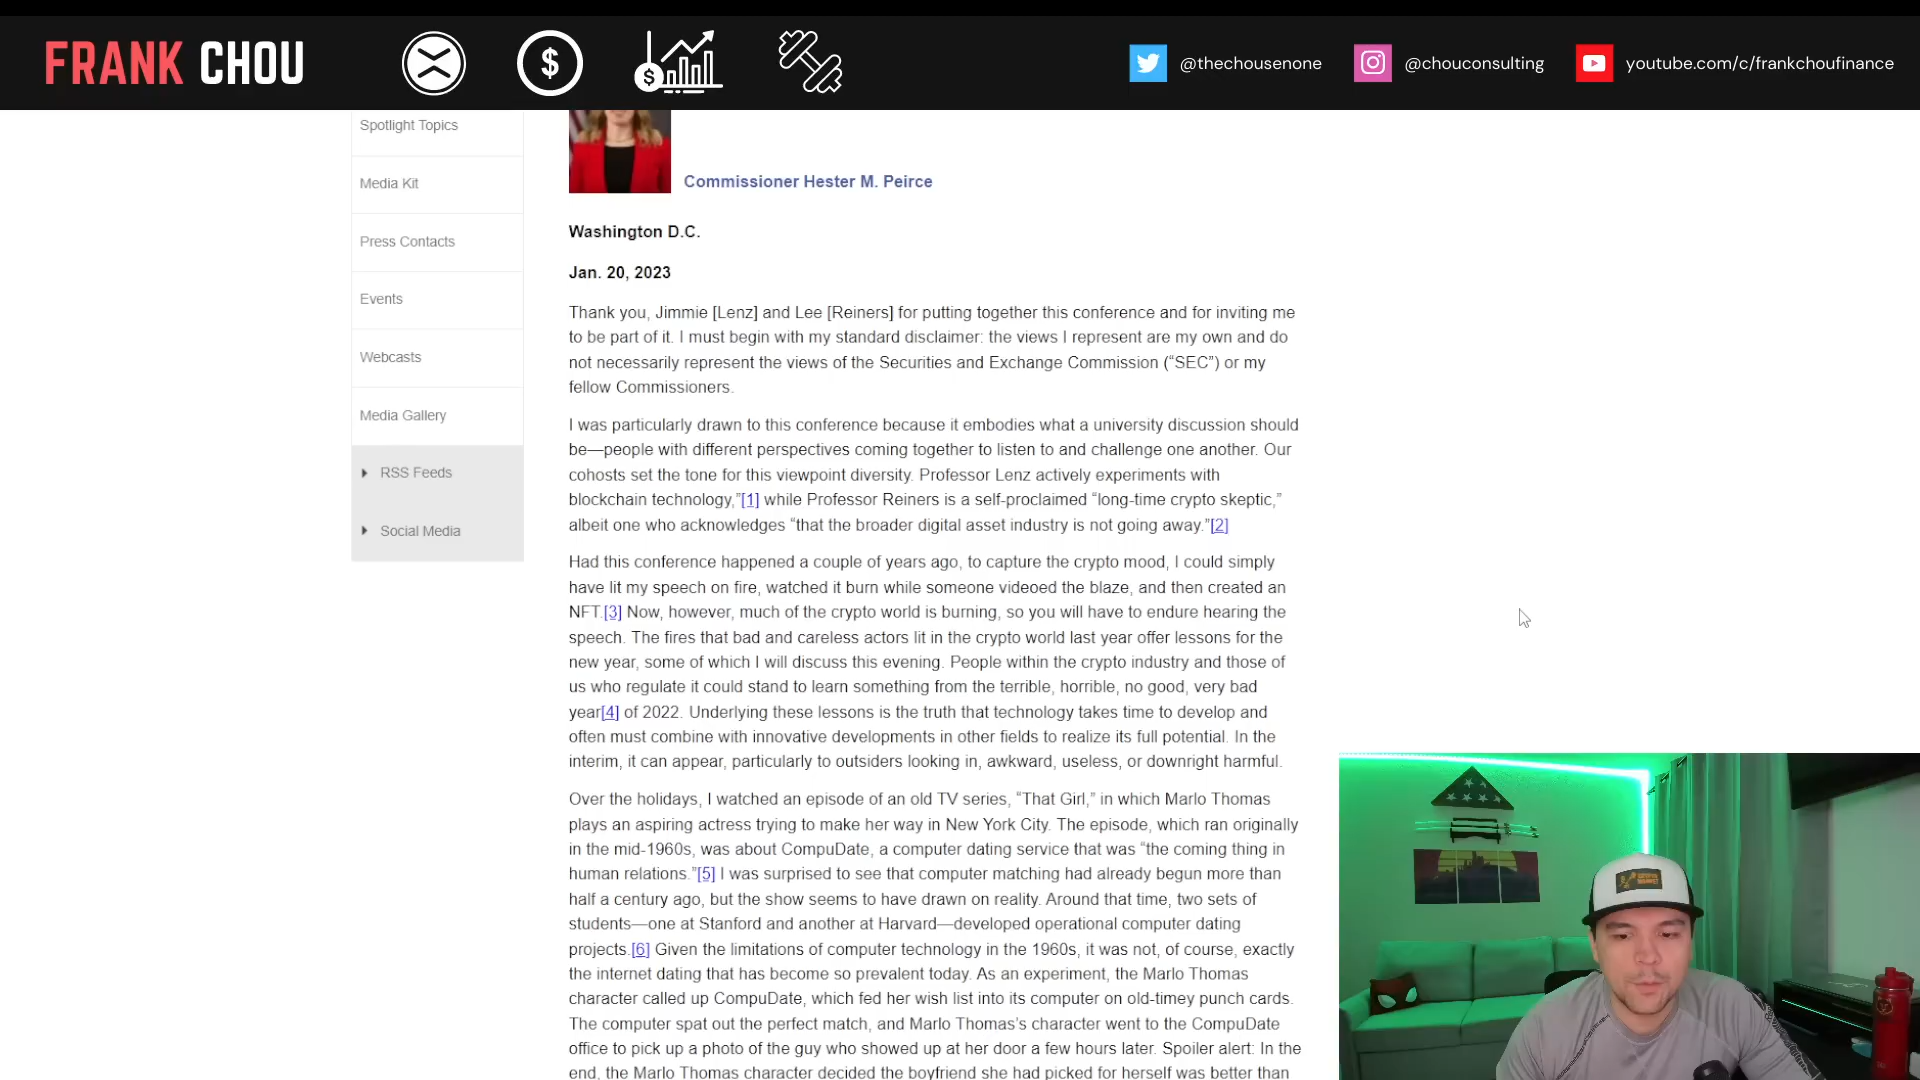 FRANK CHOU
@thechousenone
@chouconsulting
youtube.com/c/frankchoufinance
Spotlight Topics
Media Kit
Press Contacts
Events
Webcasts
Media Gallery
RSS Feeds
Social Media
Commissioner Hester M. Peirce
Washington D.C.
Jan. 20, 2023
Thank you, Jimmie [Lenz] and Lee [Reiners] for putting together this conference and for inviting me
to be part of it. I must begin with my standard disclaimer: the views I represent are my own and do
not necessarily represent the views of the Securities and Exchange Commission (“SEC”) or my
fellow Commissioners.
I was particularly drawn to this conference because it embodies what a university discussion should
be—people with different perspectives coming together to listen to and challenge one another. Our
cohosts set the tone for this viewpoint diversity. Professor Lenz actively experiments with
blockchain technology,”[1] while Professor Reiners is a self-proclaimed “long-time crypto skeptic,”
albeit one who acknowledges “that the broader digital asset industry is not going away.”[2]
Had this conference happened a couple of years ago, to capture the crypto mood, I could simply
have lit my speech on fire, watched it burn while someone videoed the blaze, and then created an
NFT.[3] Now, however, much of the crypto world is burning, so you will have to endure hearing the
speech. The fires that bad and careless actors lit in the crypto world last year offer lessons for the
new year, some of which I will discuss this evening. People within the crypto industry and those of
us who regulate it could stand to learn something from the terrible, horrible, no good, very bad
year[4] of 2022. Underlying these lessons is the truth that technology takes time to develop and
often must combine with innovative developments in other fields to realize its full potential. In the
interim, it can appear, particularly to outsiders looking in, awkward, useless, or downright harmful.
Over the holidays, I watched an episode of an old TV series, “That Girl,” in which Marlo Thomas
plays an aspiring actress trying to make her way in New York City. The episode, which ran originally
in the mid-1960s, was about CompuDate, a computer dating service that was “the coming thing in
human relations.”[5] I was surprised to see that computer matching had already begun more than
half a century ago, but the show seems to have drawn on reality. Around that time, two sets of
students—one at Stanford and another at Harvard—developed operational computer dating
projects.[6] Given the limitations of computer technology in the 1960s, it was not, of course, exactly
the internet dating that has become so prevalent today. As an experiment, the Marlo Thomas
character called up CompuDate, which fed her wish list into its computer on old-timey punch cards.
The computer spat out the perfect match, and Marlo Thomas’s character went to the CompuDate
office to pick up a photo of the guy who showed up at her door a few hours later. Spoiler alert: In the
end, the Marlo Thomas character decided the boyfriend she had picked for herself was better than